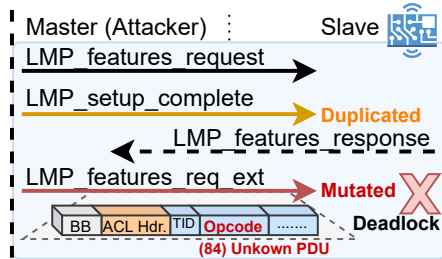 Master (Attacker) Slave
LMP_features_request
LMP_setup_complete
Duplicated
LMP_features_response
LMP_features_req_ext
Mutated
Deadlock
BB ACL Hdr. TID Opcode .......
(84) Unkown PDU